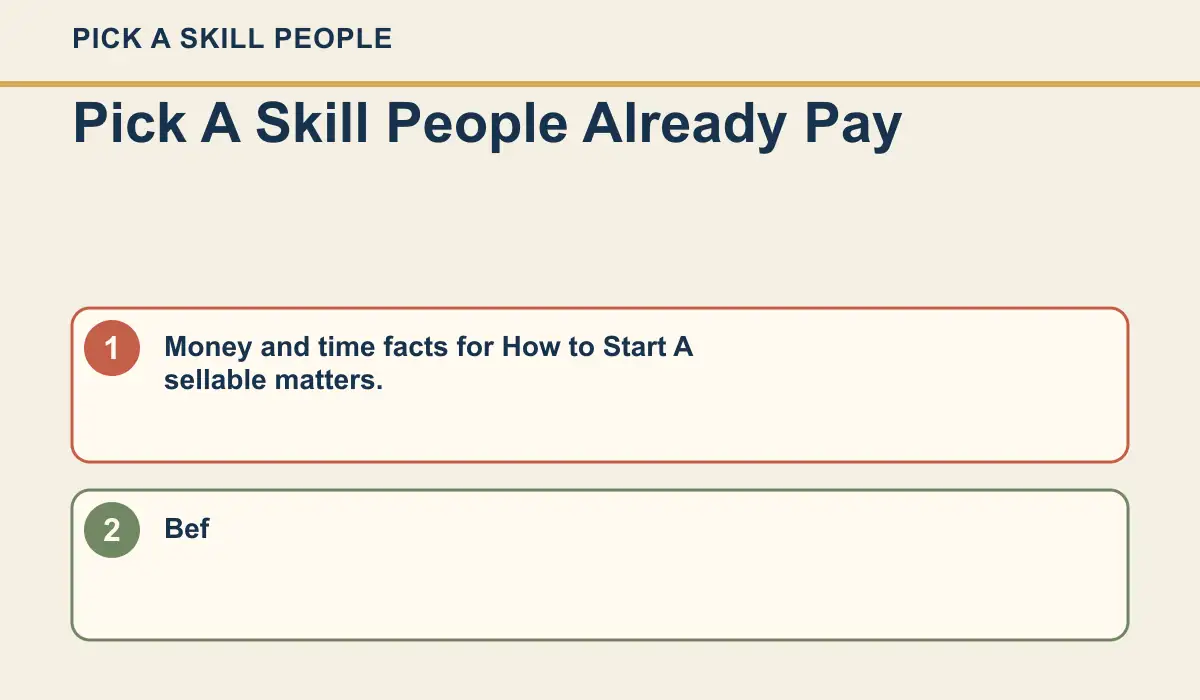 PICK A SKILL PEOPLE
Pick A Skill People Already Pay
1
Money and time facts for How to Start A
sellable matters.
2
Bef